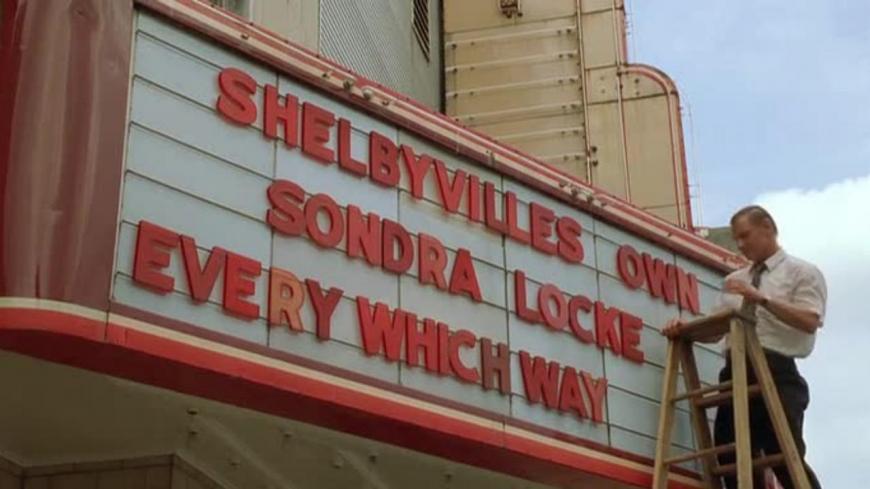 SHELBYVILLES OWN
SONDRA LOCKE
EVERY WHICH WAY